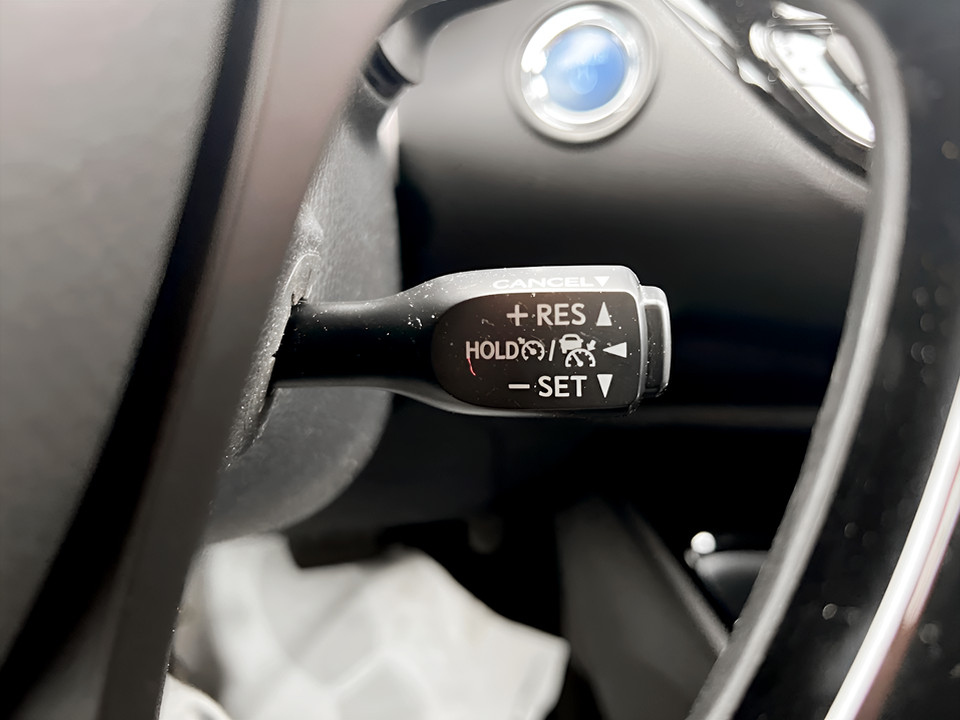 CANCEL▼
+ RES ▲
HOLD / ◀
− SET ▼